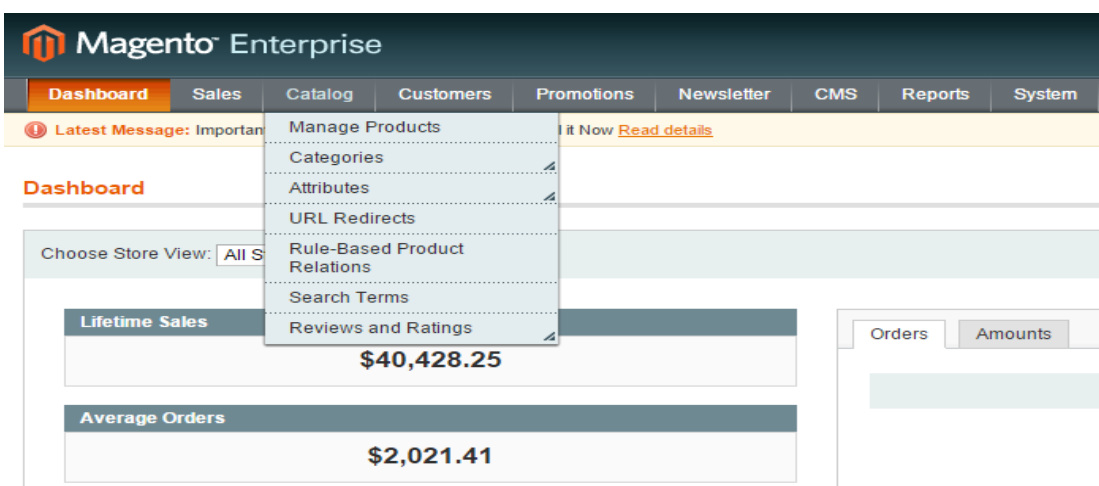 Magento Enterprise
Dashboard Sales Catalog Customers Promotions Newsletter CMS Reports System
Latest Message: it Now Read details
Manage Products
Categories
Attributes
URL Redirects
Rule-Based Product
Relations
Search Terms
Reviews and Ratings
Dashboard
Choose Store View: All
Lifetime Sales
$40,428.25
Average Orders
$2,021.41
Orders Amounts